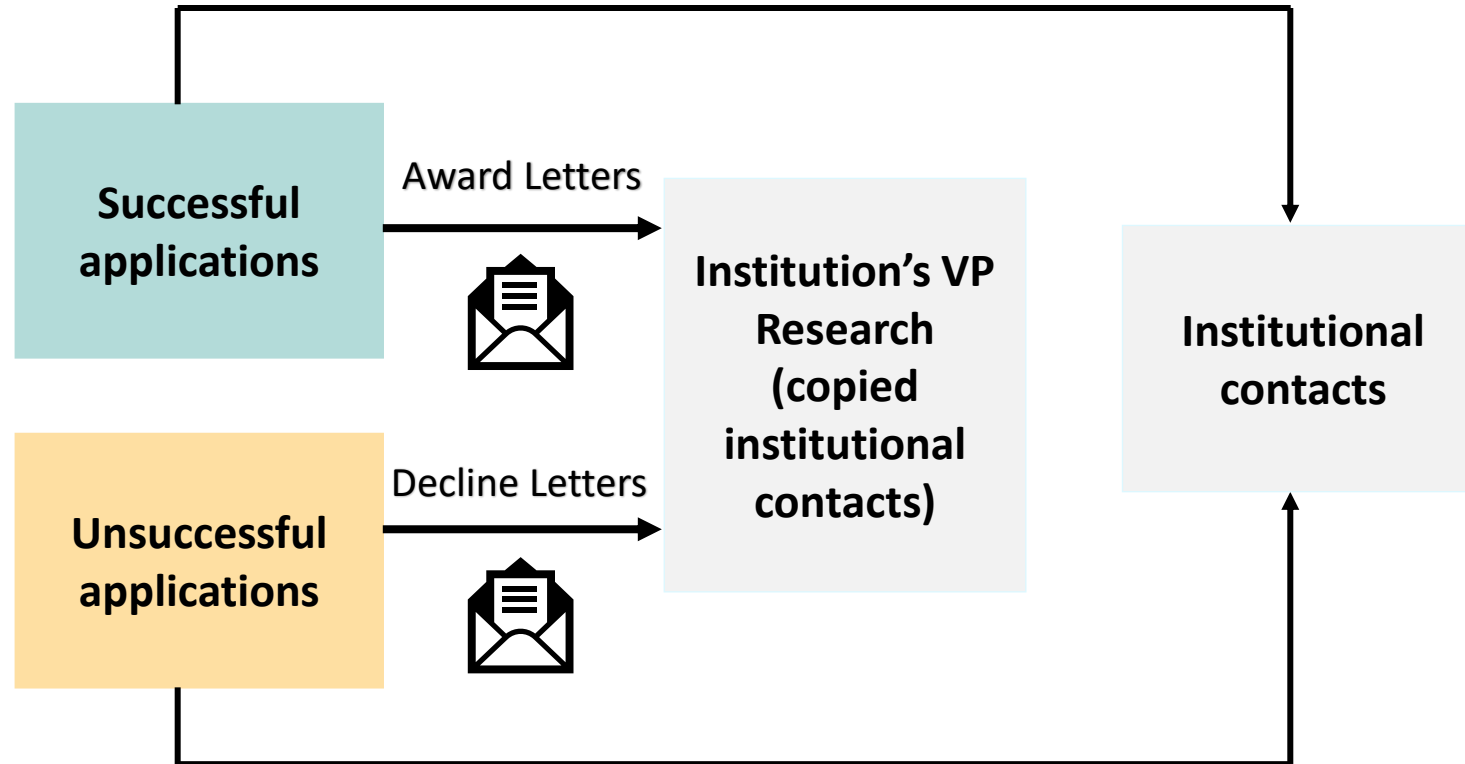 Successful
applications
Award Letters
Institution’s VP
Research
(copied
institutional
contacts)
Institutional
contacts
Decline Letters
Unsuccessful
applications